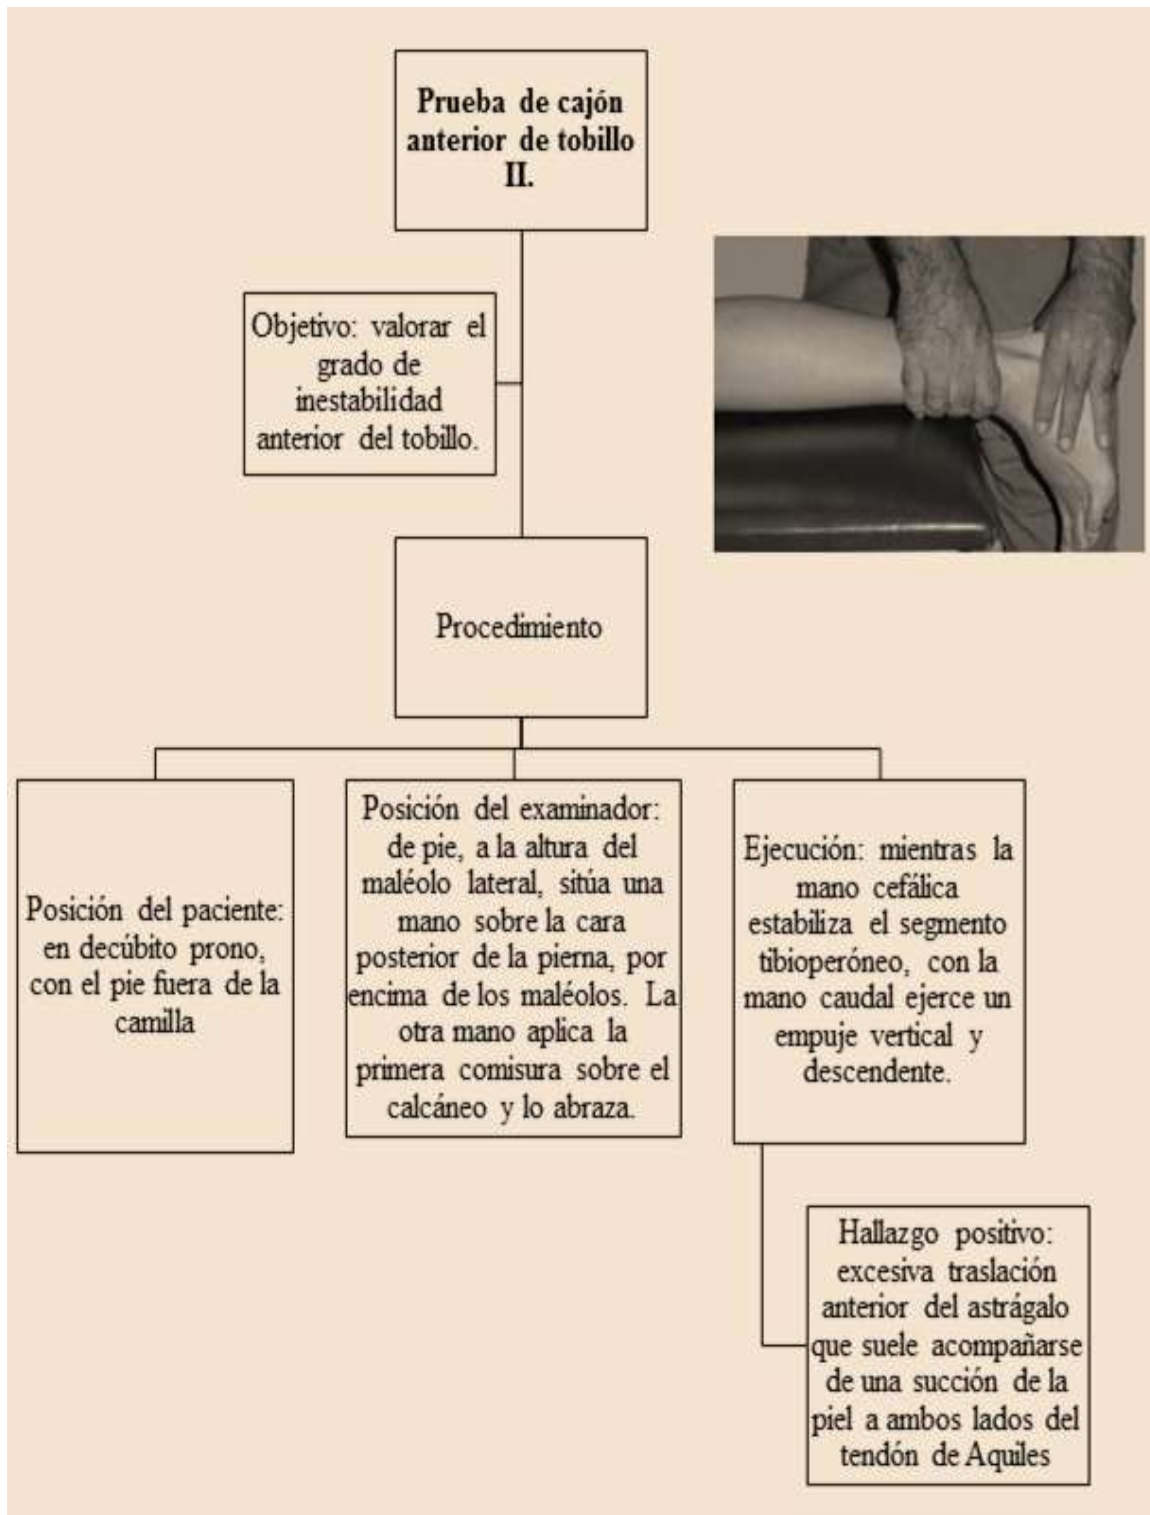 Prueba de cajón
anterior de tobillo
II.
Objetivo: valorar el
grado de
inestabilidad
anterior del tobillo.
Procedimiento
Posición del paciente:
en decúbito prono,
con el pie fuera de la
camilla
Posición del examinador:
de pie, a la altura del
maléolo lateral, sitúa una
mano sobre la cara
posterior de la pierna, por
encima de los maléolos. La
otra mano aplica la
primera comisura sobre el
calcáneo y lo abraza.
Ejecución: mientras la
mano cefálica
estabiliza el segmento
tibioperóneo, con la
mano caudal ejerce un
empuje vertical y
descendente.
Hallazgo positivo:
excesiva traslación
anterior del astrágalo
que suele acompañarse
de una succión de la
piel a ambos lados del
tendón de Aquiles